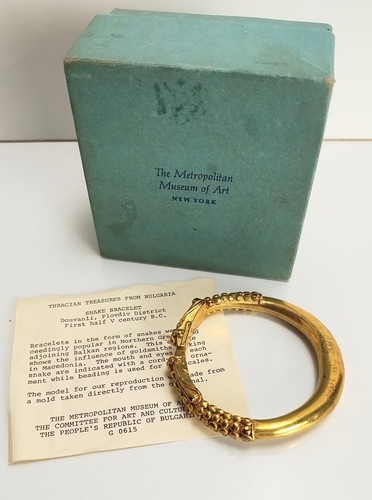 The Metropolitan
Museum of Art
NEW YORK
THRACIAN TREASURES FROM BULGARIA
SNAKE BRACELET
Douvanli, Plovdiv District
First half V century B.C.
Bracelets in the form of snakes were
ceedingly popular in Northern Gre
adjoining Balkan regions. This
shows the influence of goldsmiths
in Macedonia. The mouth and eyes
snake are indicated with a cord
ment while beading is used for
The model for our reproduction
a mold taken directly from the
THE METROPOLITAN MUSEUM OF
THE COMMITTEE FOR ART AND CULTU
THE PEOPLE'S REPUBLIC OF BULGA
G 0615